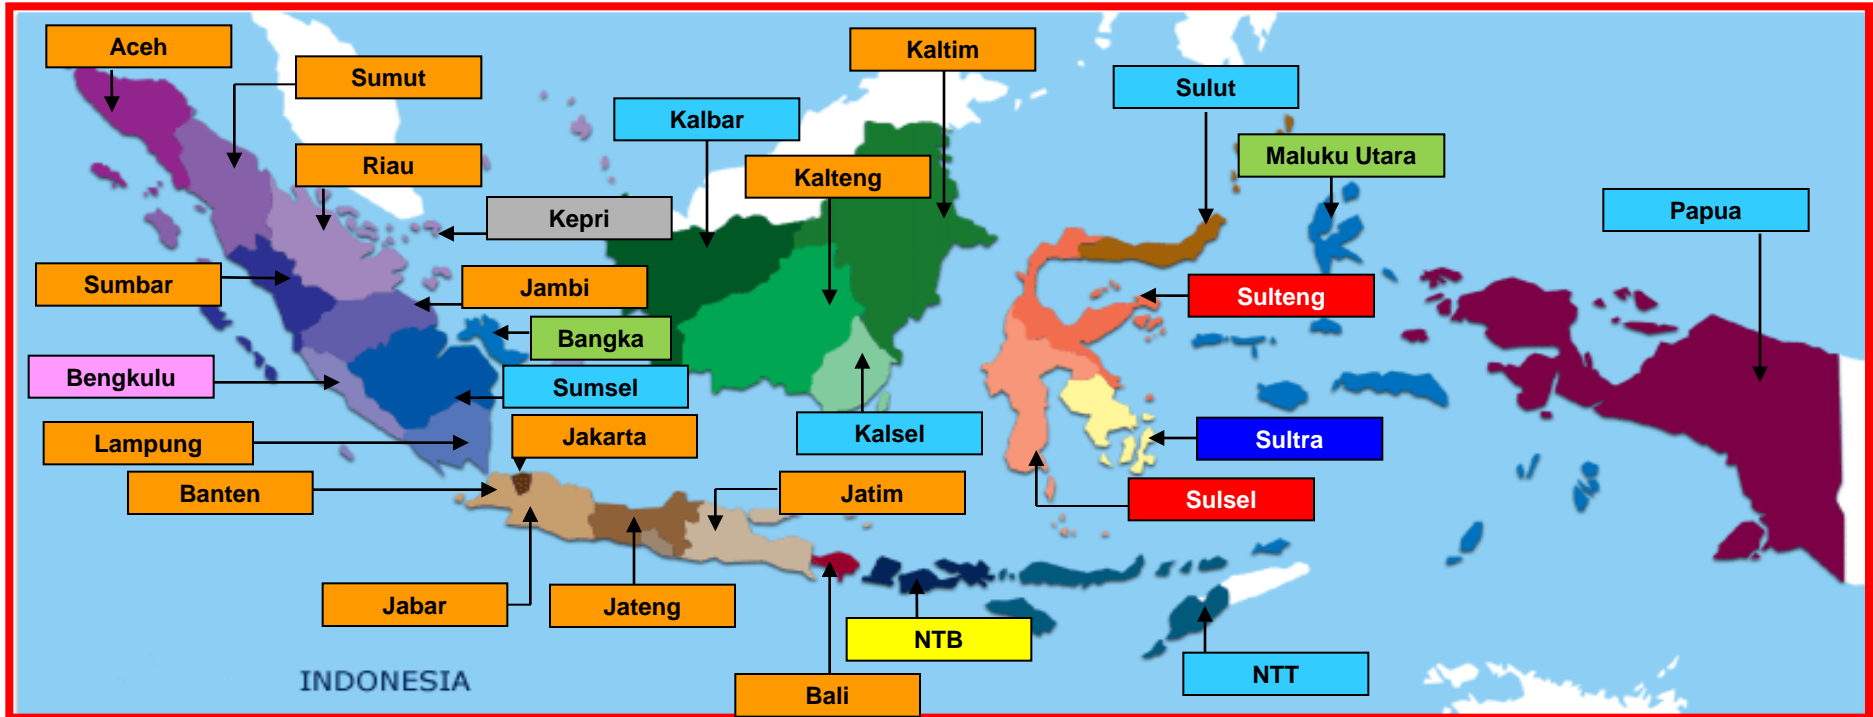 Aceh
Kaltim
Sumut
Sulut
Kalbar
Maluku Utara
Riau
Kalteng
Kepri
Papua
Sumbar
Jambi
Sulteng
Bangka
Bengkulu
Sumsel
Lampung
Jakarta
Kalsel
Sultra
Banten
Jatim
Sulsel
Jabar
Jateng
NTB
NTT
INDONESIA
Bali